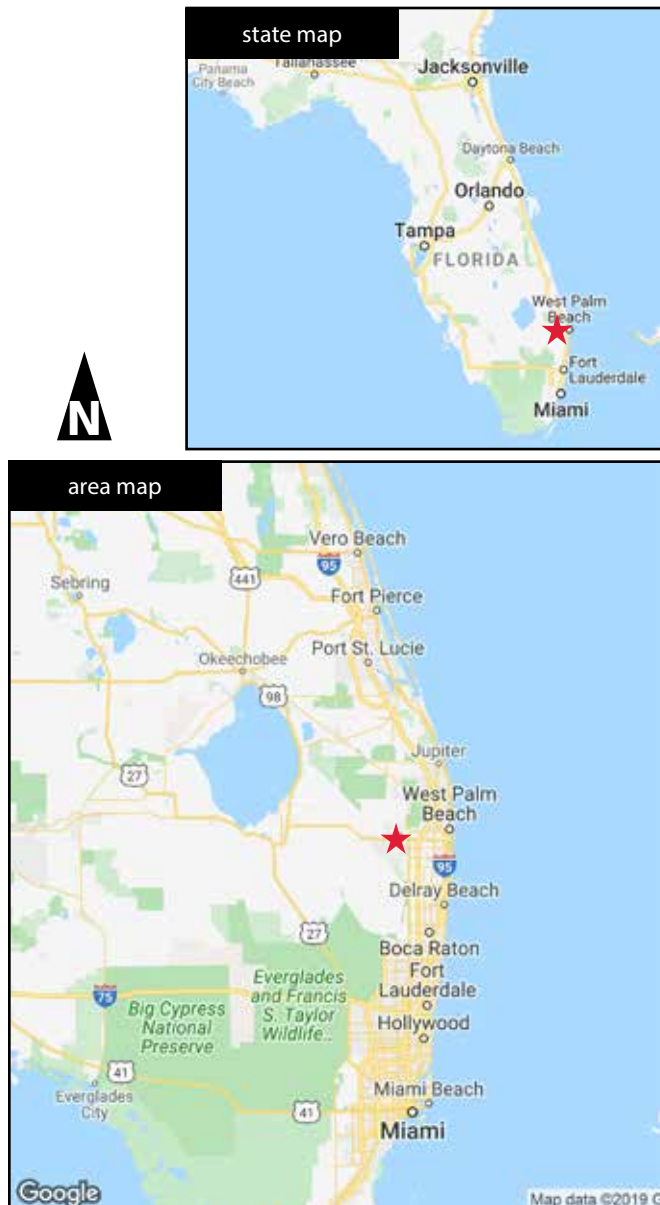 state map
Tallahassee
Panama
City Beach
Jacksonville
Daytona Beach
Orlando
Tampa
FLORIDA
West Palm
Beach
Fort
Lauderdale
Miami
N
area map
Vero Beach
95
441
Sebring
Fort Pierce
Port St. Lucie
Okeechobee
98
27
Jupiter
West Palm
Beach
95
Delray Beach
27
Boca Raton
Fort
Lauderdale
Everglades
and Francis
S. Taylor
Wildlife...
75
Big Cypress
National
Preserve
Hollywood
41
Everglades
City
Miami Beach
41
Miami
Google
Map data ©2019 G